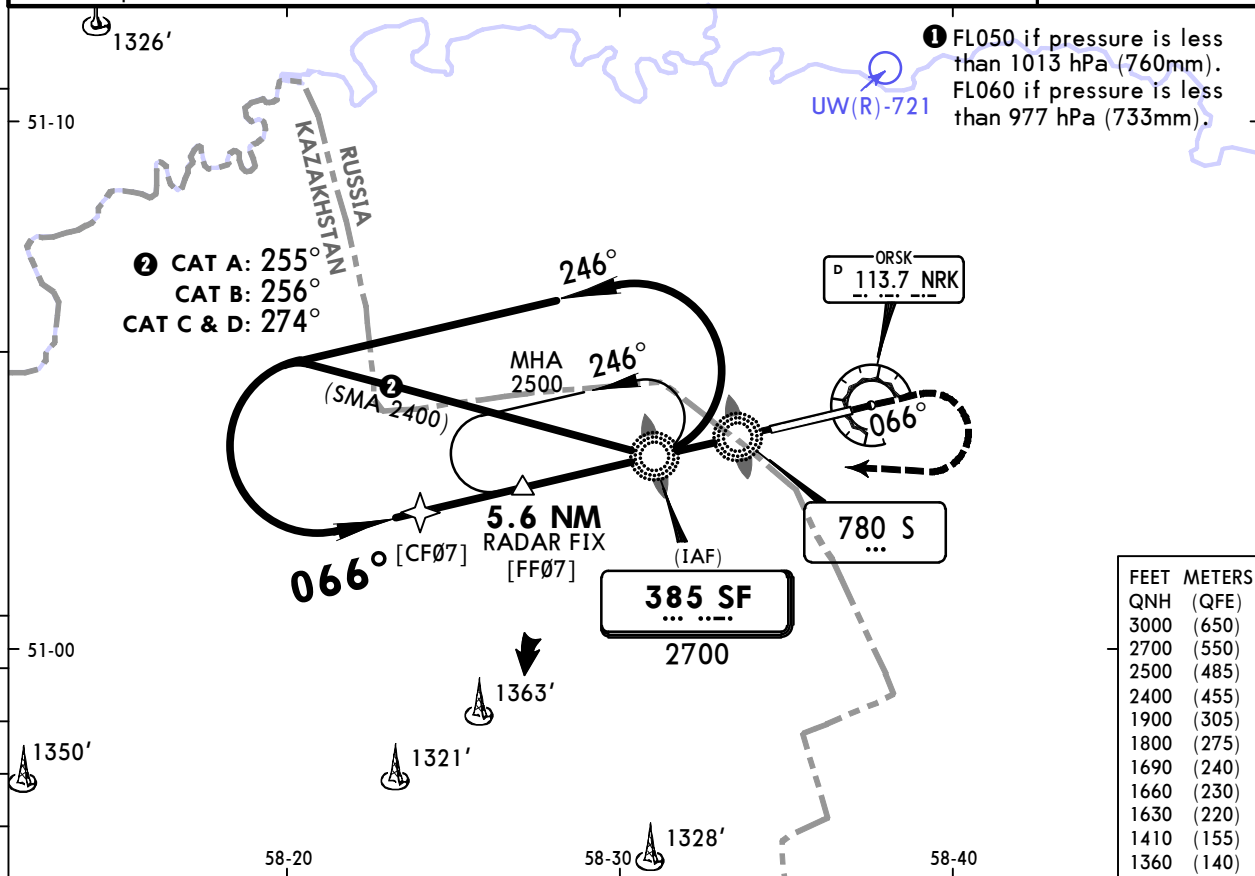 1326'
❶ FL050 if pressure is less
than 1013 hPa (760mm).
FL060 if pressure is less
than 977 hPa (733mm).
UW(R)-721
51-10
RUSSIA
KAZAKHSTAN
❷ CAT A: 255°
CAT B: 256°
CAT C & D: 274°
246°
ORSK
D 113.7 NRK
MHA
2500
246°
❷
(SMA 2400)
066°
780 S
5.6 NM
RADAR FIX
[FFØ7]
[CFØ7]
066°
(IAF)
385 SF
2700
51-00
1363'
1350'
1321'
1328'
58-20
58-30
58-40
FEET METERS
QNH (QFE)
3000 (650)
2700 (550)
2500 (485)
2400 (455)
1900 (305)
1800 (275)
1690 (240)
1660 (230)
1630 (220)
1410 (155)
1360 (140)